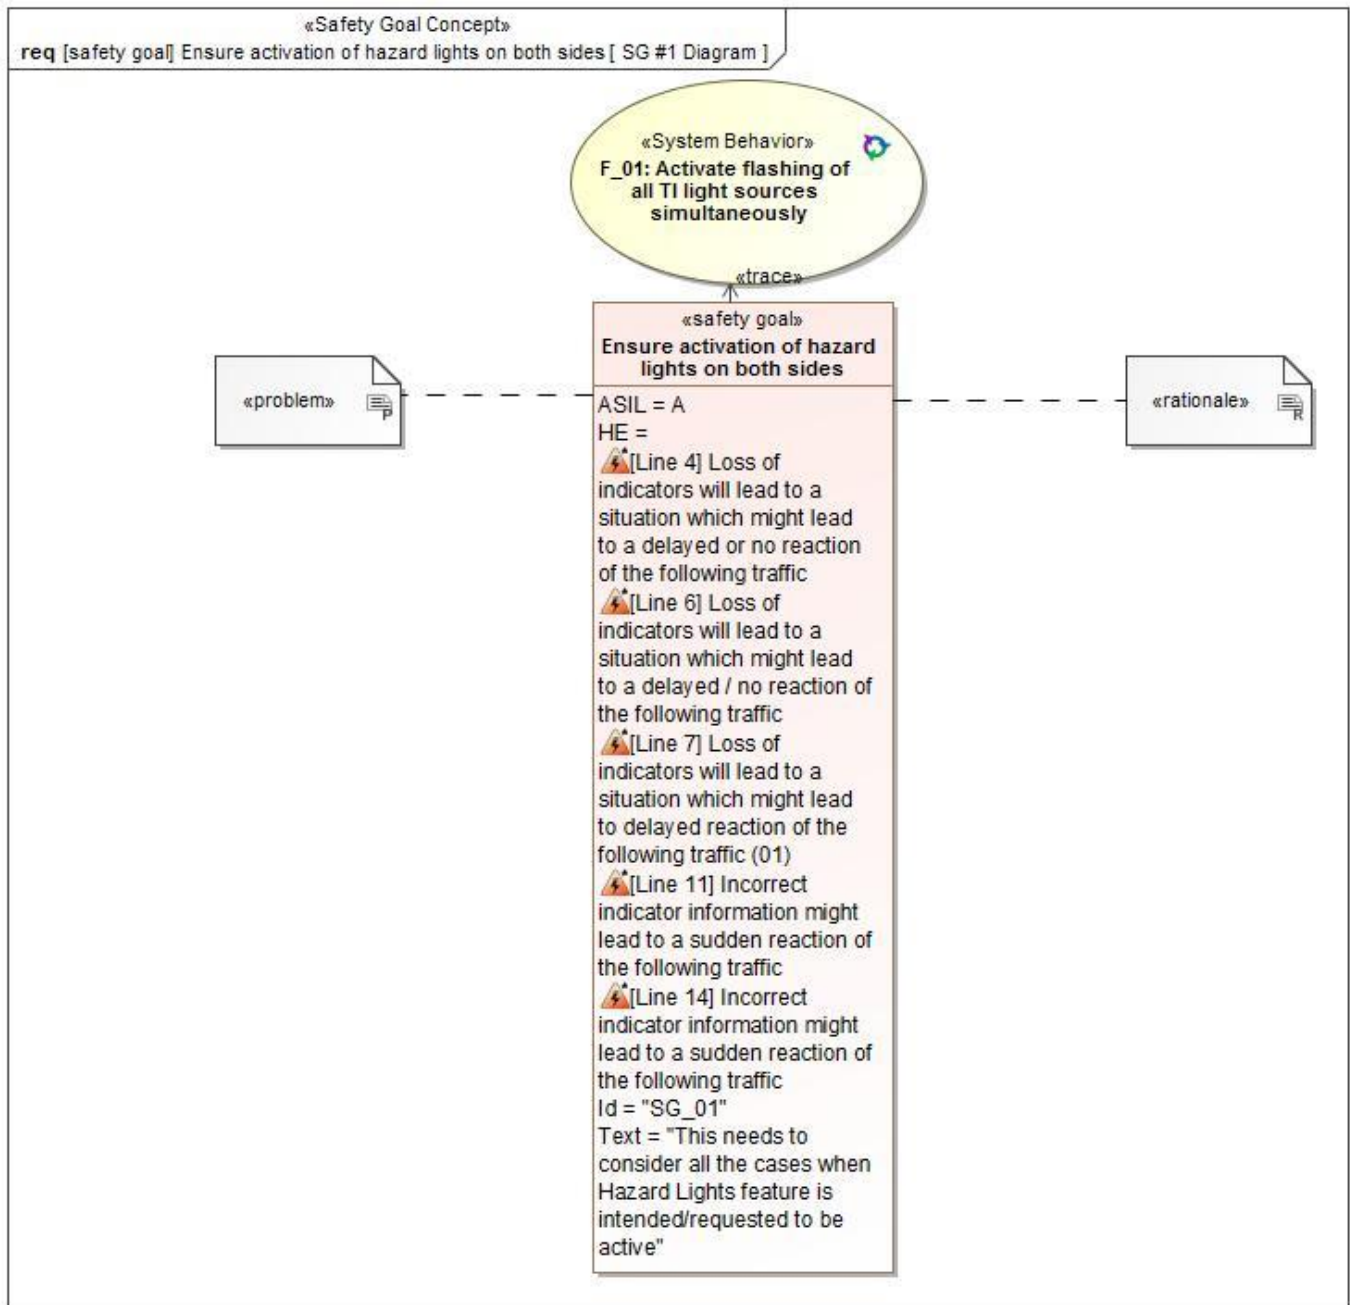 «Safety Goal Concept»
req [safety goal] Ensure activation of hazard lights on both sides [ SG #1 Diagram ]
«System Behavior»
F_01: Activate flashing of
all TI light sources
simultaneously
«trace»
«safety goal»
Ensure activation of hazard
lights on both sides
«problem»
P
«rationale»
R
ASIL = A
HE =
[Line 4] Loss of
indicators will lead to a
situation which might lead
to a delayed or no reaction
of the following traffic
[Line 6] Loss of
indicators will lead to a
situation which might lead
to a delayed / no reaction of
the following traffic
[Line 7] Loss of
indicators will lead to a
situation which might lead
to delayed reaction of the
following traffic (01)
[Line 11] Incorrect
indicator information might
lead to a sudden reaction of
the following traffic
[Line 14] Incorrect
indicator information might
lead to a sudden reaction of
the following traffic
Id = "SG_01"
Text = "This needs to
consider all the cases when
Hazard Lights feature is
intended/requested to be
active"